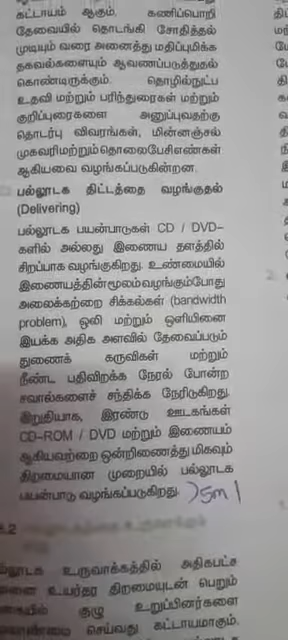 கட்டாயம் ஆகும். கணிப்பொறி
தேவையில் தொடங்கி சோதித்தல்
முடியும் வரை அனைத்து மதிப்புமிக்க
தகவல்களையும் ஆவணப்படுத்துதல்
கொண்டிருக்கும். தொழில்நுட்ப
உதவி மற்றும் பரிந்துரைகள் மற்றும்
குறிப்புரைகளை அனுப்புவதற்கு
தொடர்பு விவரங்கள், மின்னஞ்சல்
முகவரிமற்றும்தொலைபேசிஎண்கள்
ஆகியவை வழங்கப்படுகின்றன.
பல்லூடக திட்டத்தை வழங்குதல்
(Delivering)
பல்லூடக பயன்பாடுகள் CD / DVD-
களில் அல்லது இணைய தளத்தில்
சிறப்பாக வழங்குகிறது. உண்மையில்
இணையத்தின்மூலம்வழங்கும்போது
அலைக்கற்றை சிக்கல்கள் (bandwidth
problem), ஒலி மற்றும் ஒளியினை
இயக்க அதிக அளவில் தேவைப்படும்
துணைக் கருவிகள் மற்றும்
நீண்ட பதிவிறக்க நேரல் போன்ற
சவால்களைச் சந்திக்க நேரிடுகிறது.
இறுதியாக, இரண்டு ஊடகங்கள்
CD-ROM / DVD மற்றும் இணையம்
ஆகியவற்றை ஒன்றிணைத்து மிகவும்
திறமையான முறையில் பல்லூடக
பயன்பாடு வழங்கப்படுகிறது. 5m
உருவாக்கத்தில் அதிகபட்ச
உயர்தர திறமையுடன் பெரும்
குழு உறுப்பினர்களை
செய்வது கட்டாயமாகும்.